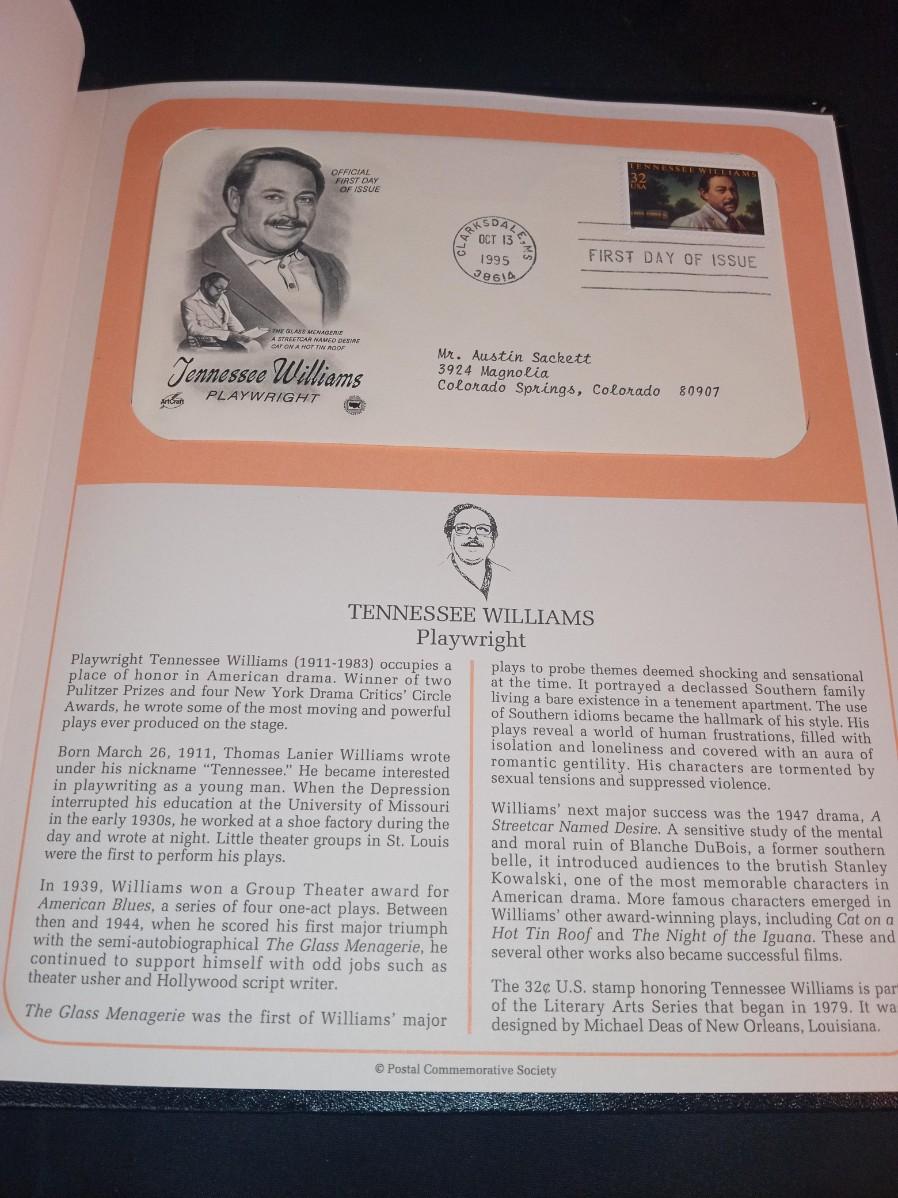 OFFICIAL
FIRST DAY
OF ISSUE
TENNESSEE WILLIAMS
32
USA
CLARKSDALE, MS
OCT 13
1995
38614
FIRST DAY OF ISSUE
THE GLASS MENAGERIE
A STREETCAR NAMED DESIRE
CAT ON A HOT TIN ROOF
Tennessee Williams
PLAYWRIGHT
ArtCraft
Mr. Austin Sackett
3924 Magnolia
Colorado Springs, Colorado 80907
TENNESSEE WILLIAMS
Playwright
Playwright Tennessee Williams (1911-1983) occupies a
place of honor in American drama. Winner of two
Pulitzer Prizes and four New York Drama Critics' Circle
Awards, he wrote some of the most moving and powerful
plays ever produced on the stage.
Born March 26, 1911, Thomas Lanier Williams wrote
under his nickname "Tennessee." He became interested
in playwriting as a young man. When the Depression
interrupted his education at the University of Missouri
in the early 1930s, he worked at a shoe factory during the
day and wrote at night. Little theater groups in St. Louis
were the first to perform his plays.
In 1939, Williams won a Group Theater award for
American Blues, a series of four one-act plays. Between
then and 1944, when he scored his first major triumph
with the semi-autobiographical The Glass Menagerie, he
continued to support himself with odd jobs such as
theater usher and Hollywood script writer.
The Glass Menagerie was the first of Williams' major
plays to probe themes deemed shocking and sensational
at the time. It portrayed a declassed Southern family
living a bare existence in a tenement apartment. The use
of Southern idioms became the hallmark of his style. His
plays reveal a world of human frustrations, filled with
isolation and loneliness and covered with an aura of
romantic gentility. His characters are tormented by
sexual tensions and suppressed violence.
Williams' next major success was the 1947 drama, A
Streetcar Named Desire. A sensitive study of the mental
and moral ruin of Blanche DuBois, a former southern
belle, it introduced audiences to the brutish Stanley
Kowalski, one of the most memorable characters in
American drama. More famous characters emerged in
Williams' other award-winning plays, including Cat on a
Hot Tin Roof and The Night of the Iguana. These and
several other works also became successful films.
The 32¢ U.S. stamp honoring Tennessee Williams is par
of the Literary Arts Series that began in 1979. It wa
designed by Michael Deas of New Orleans, Louisiana.
© Postal Commemorative Society